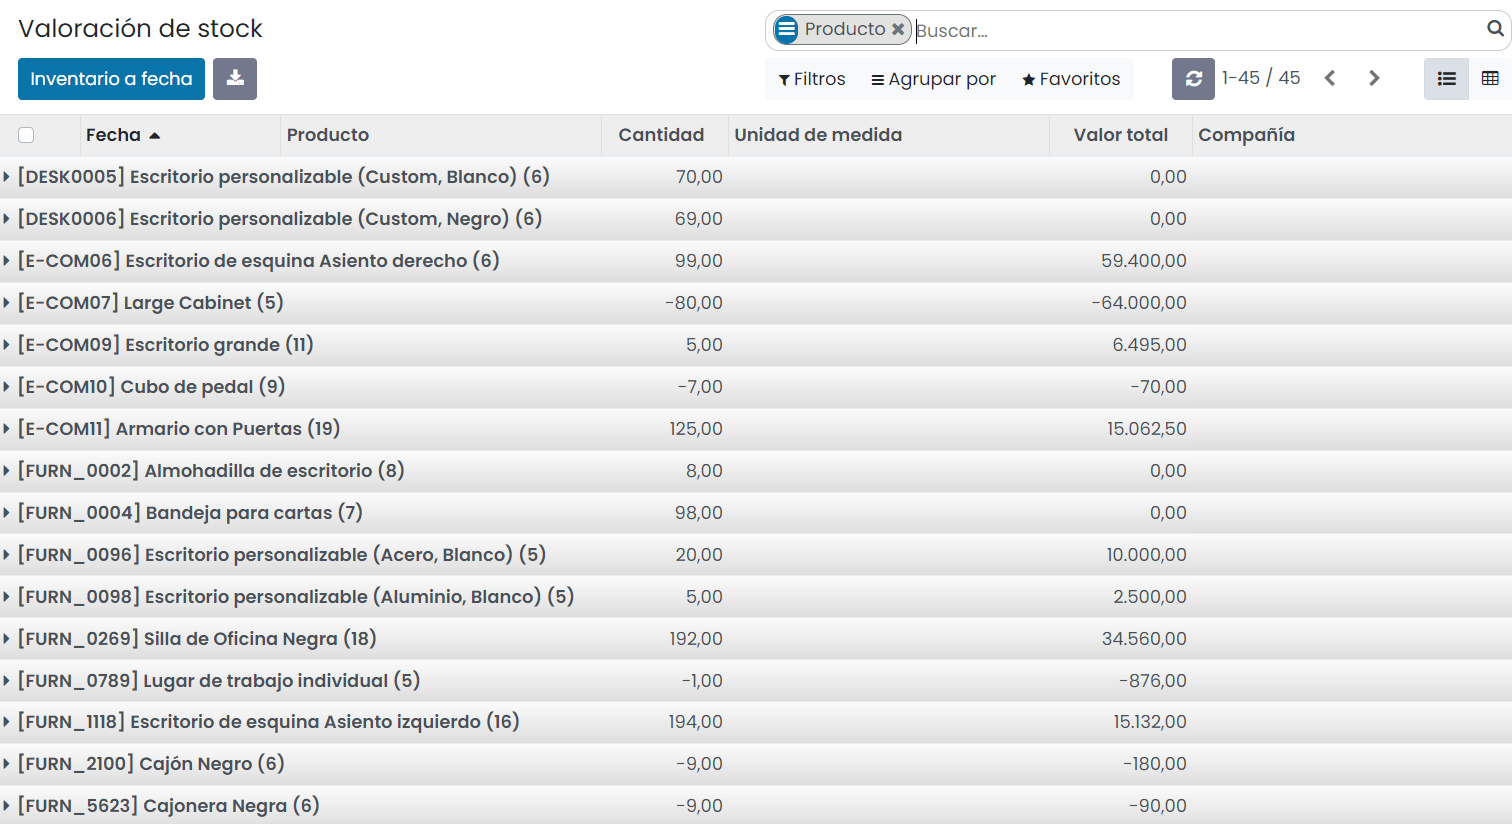 Valoración de stock
Producto Buscar...
Inventario a fecha
Filtros Agrupar por Favoritos 1-45 / 45
Fecha Producto Cantidad Unidad de medida Valor total Compañía
[DESK0005] Escritorio personalizable (Custom, Blanco) (6) 70,00 0,00
[DESK0006] Escritorio personalizable (Custom, Negro) (6) 69,00 0,00
[E-COM06] Escritorio de esquina Asiento derecho (6) 99,00 59.400,00
[E-COM07] Large Cabinet (5) -80,00 -64.000,00
[E-COM09] Escritorio grande (11) 5,00 6.495,00
[E-COM10] Cubo de pedal (9) -7,00 -70,00
[E-COM11] Armario con Puertas (19) 125,00 15.062,50
[FURN_0002] Almohadilla de escritorio (8) 8,00 0,00
[FURN_0004] Bandeja para cartas (7) 98,00 0,00
[FURN_0096] Escritorio personalizable (Acero, Blanco) (5) 20,00 10.000,00
[FURN_0098] Escritorio personalizable (Aluminio, Blanco) (5) 5,00 2.500,00
[FURN_0269] Silla de Oficina Negra (18) 192,00 34.560,00
[FURN_0789] Lugar de trabajo individual (5) -1,00 -876,00
[FURN_1118] Escritorio de esquina Asiento izquierdo (16) 194,00 15.132,00
[FURN_2100] Cajón Negro (6) -9,00 -180,00
[FURN_5623] Cajonera Negra (6) -9,00 -90,00